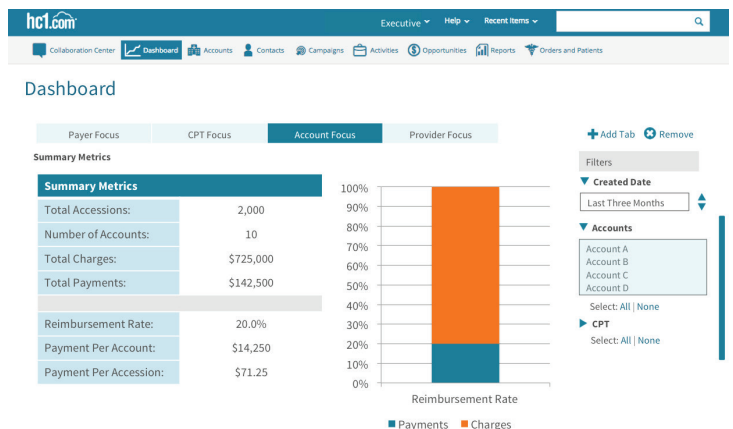 hc1.com
Executive Help Recent Items
Collaboration Center Dashboard Accounts Contacts Campaigns Activities Opportunities Reports Orders and Patients
Dashboard
Payer Focus CPT Focus Account Focus Provider Focus
Add Tab Remove
Summary Metrics
Summary Metrics
Total Accessions: 2,000
Number of Accounts: 10
Total Charges: $725,000
Total Payments: $142,500
Reimbursement Rate: 20.0%
Payment Per Account: $14,250
Payment Per Accession: $71.25
100%
90%
80%
70%
60%
50%
40%
30%
20%
10%
0%
Reimbursement Rate
Payments Charges
Filters
Created Date
Last Three Months
Accounts
Account A
Account B
Account C
Account D
Select: All | None
CPT
Select: All | None